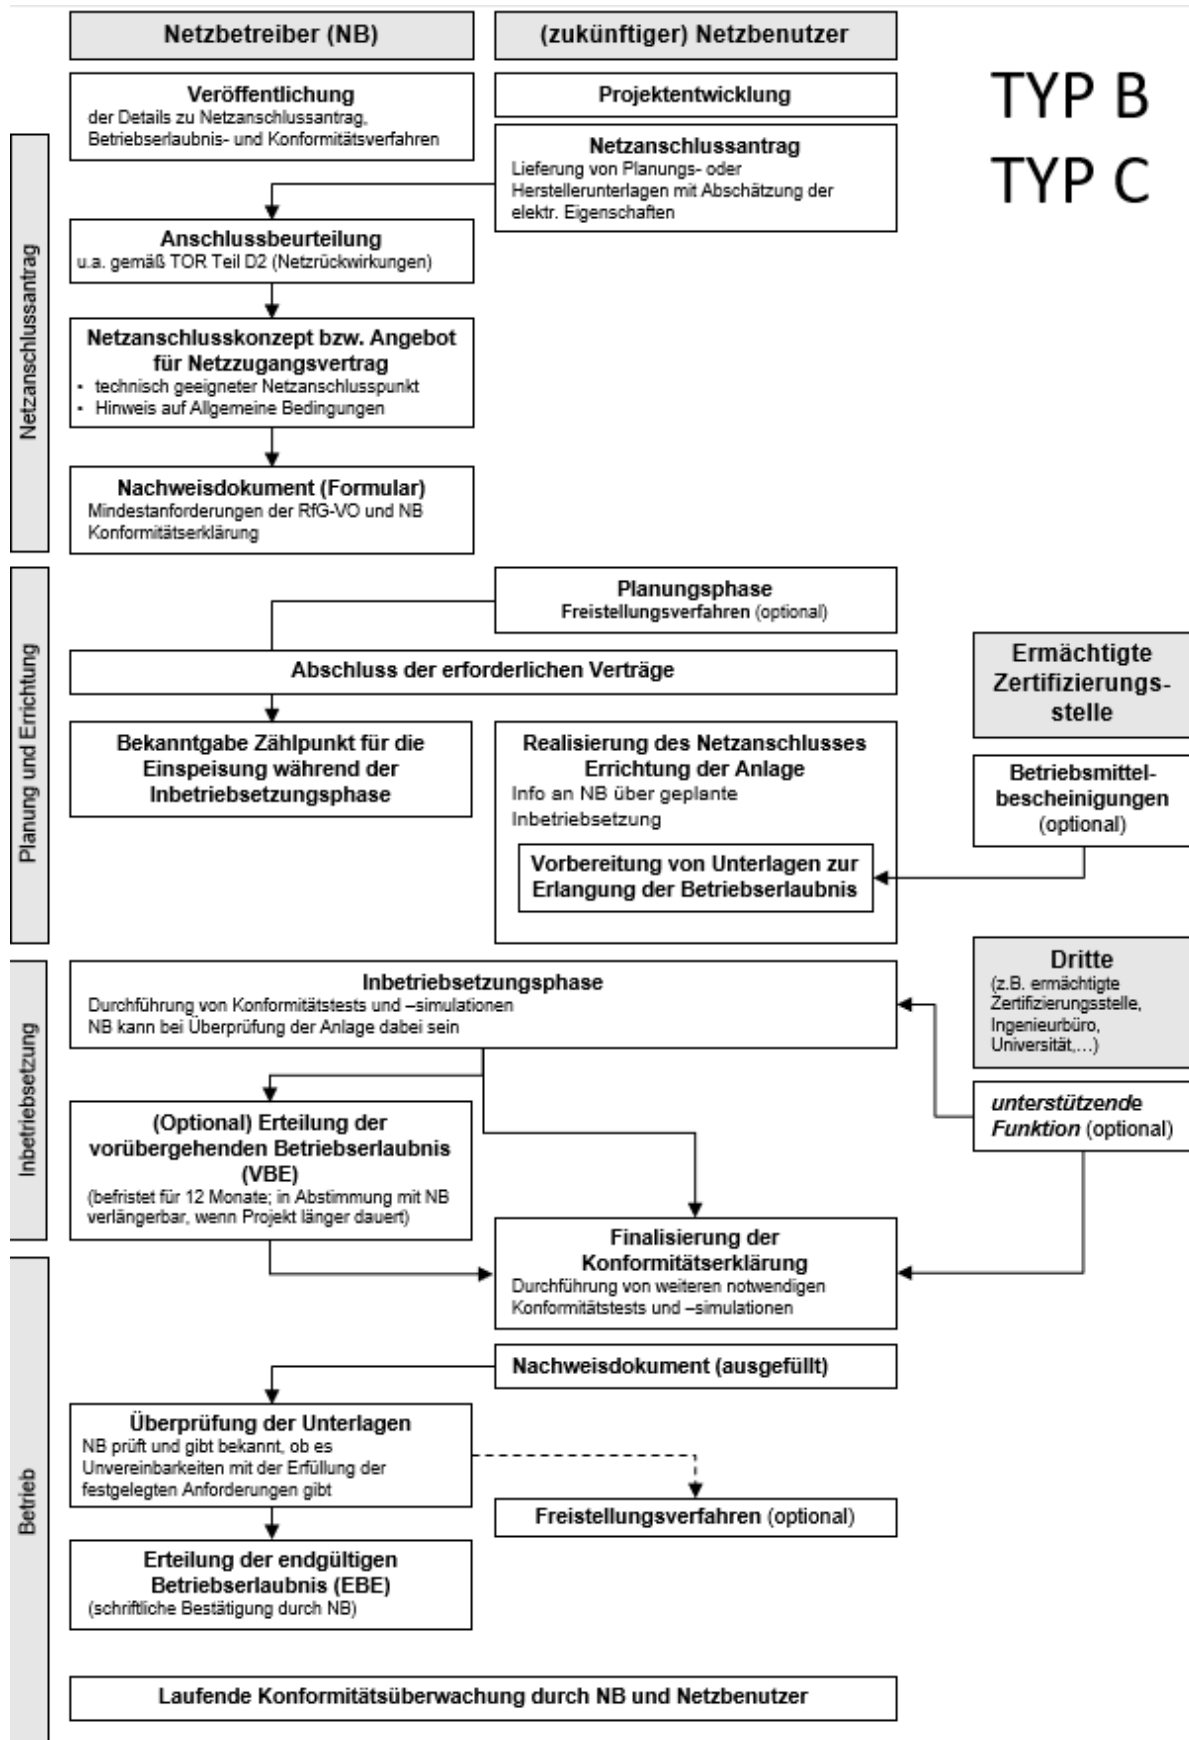 Netzbetreiber (NB)
(zukünftiger) Netzbenutzer
TYP B
TYP C
Netzanschlussantrag
Veröffentlichung
der Details zu Netzanschlussantrag,
Betriebserlaubnis- und Konformitätsverfahren
Projektentwicklung
Netzanschlussantrag
Lieferung von Planungs- oder
Herstellerunterlagen mit Abschätzung der
elektr. Eigenschaften
Anschlussbeurteilung
u.a. gemäß TOR Teil D2 (Netzrückwirkungen)
Netzanschlusskonzept bzw. Angebot
für Netzzugangsvertrag
• technisch geeigneter Netzanschlusspunkt
• Hinweis auf Allgemeine Bedingungen
Nachweisdokument (Formular)
Mindestanforderungen der RfG-VO und NB
Konformitätserklärung
Planung und Errichtung
Planungsphase
Freistellungsverfahren (optional)
Abschluss der erforderlichen Verträge
Bekanntgabe Zählpunkt für die
Einspeisung während der
Inbetriebsetzungsphase
Realisierung des Netzanschlusses
Errichtung der Anlage
Info an NB über geplante
Inbetriebsetzung
Vorbereitung von Unterlagen zur
Erlangung der Betriebserlaubnis
Ermächtigte
Zertifizierungs-
stelle
Betriebsmittel-
bescheinigungen
(optional)
Inbetriebsetzung
Inbetriebsetzungsphase
Durchführung von Konformitätstests und –simulationen
NB kann bei Überprüfung der Anlage dabei sein
Dritte
(z.B. ermächtigte
Zertifizierungsstelle,
Ingenieurbüro,
Universität,…)
unterstützende
Funktion (optional)
(Optional) Erteilung der
vorübergehenden Betriebserlaubnis
(VBE)
(befristet für 12 Monate; in Abstimmung mit NB
verlängerbar, wenn Projekt länger dauert)
Finalisierung der
Konformitätserklärung
Durchführung von weiteren notwendigen
Konformitätstests und –simulationen
Betrieb
Nachweisdokument (ausgefüllt)
Überprüfung der Unterlagen
NB prüft und gibt bekannt, ob es
Unvereinbarkeiten mit der Erfüllung der
festgelegten Anforderungen gibt
Freistellungsverfahren (optional)
Erteilung der endgültigen
Betriebserlaubnis (EBE)
(schriftliche Bestätigung durch NB)
Laufende Konformitätsüberwachung durch NB und Netzbenutzer